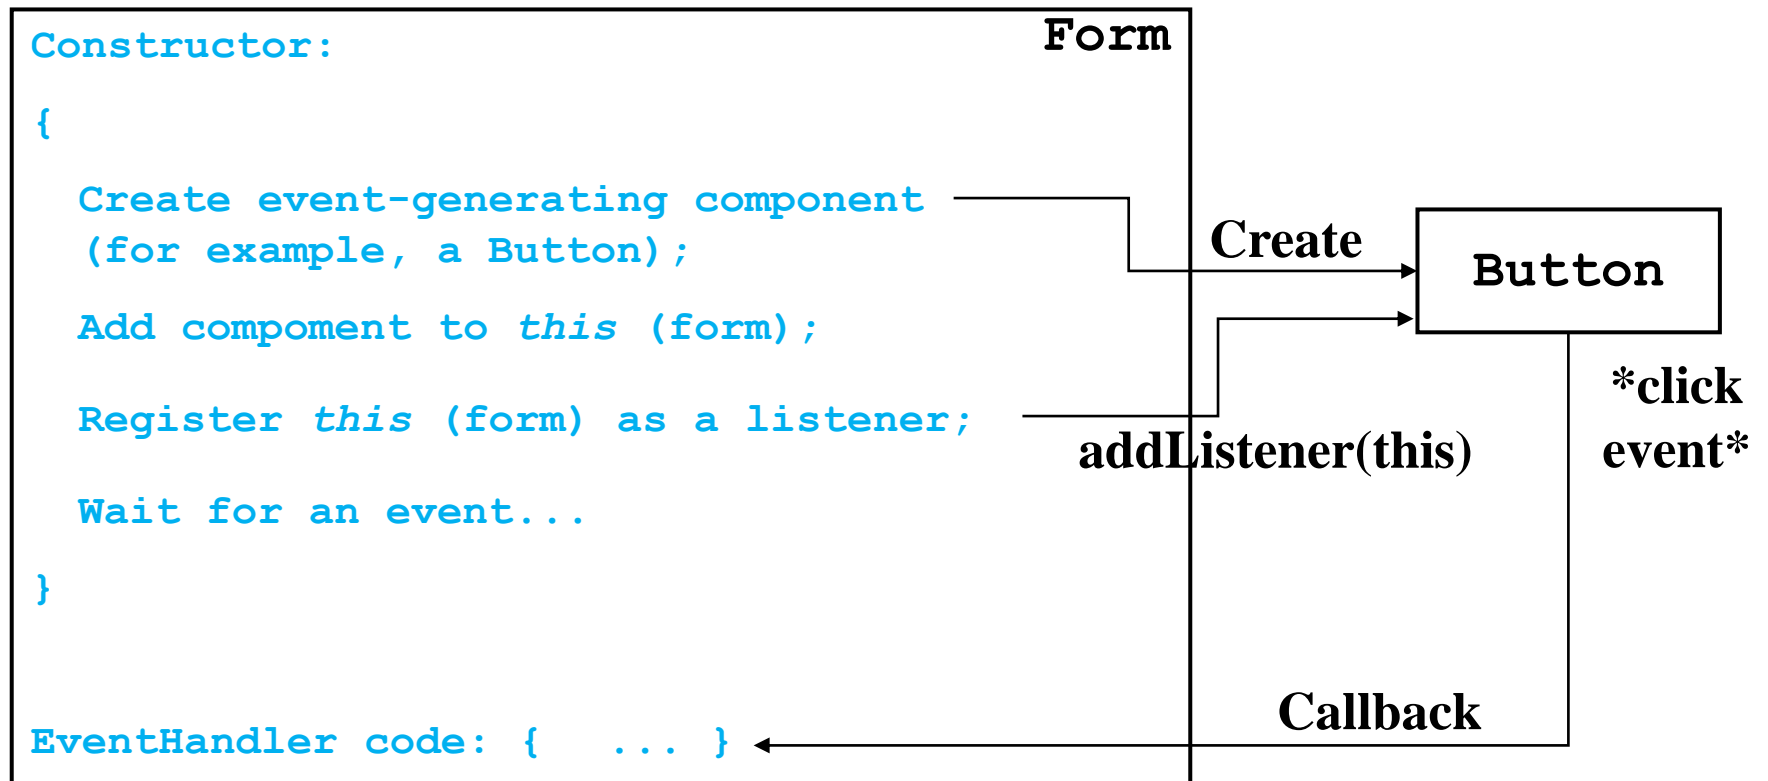 Constructor:
Form
{
Create event-generating component
(for example, a Button);
Create
Button
Add compoment to this (form);
*click
event*
Register this (form) as a listener;
addListener(this)
Wait for an event...
}
Callback
EventHandler code: { ... }